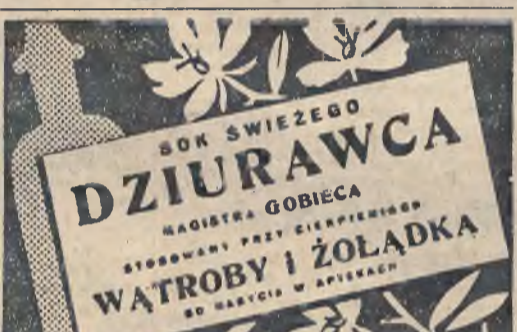 SOK ŚWIEŻEGO
DZIURAWCA
MAGISTRA GOBIECA
STOSOWANY PRZY CIERPIENIACH
WĄTROBY i ŻOŁĄDKA
DO NABYCIA W APTEKACH